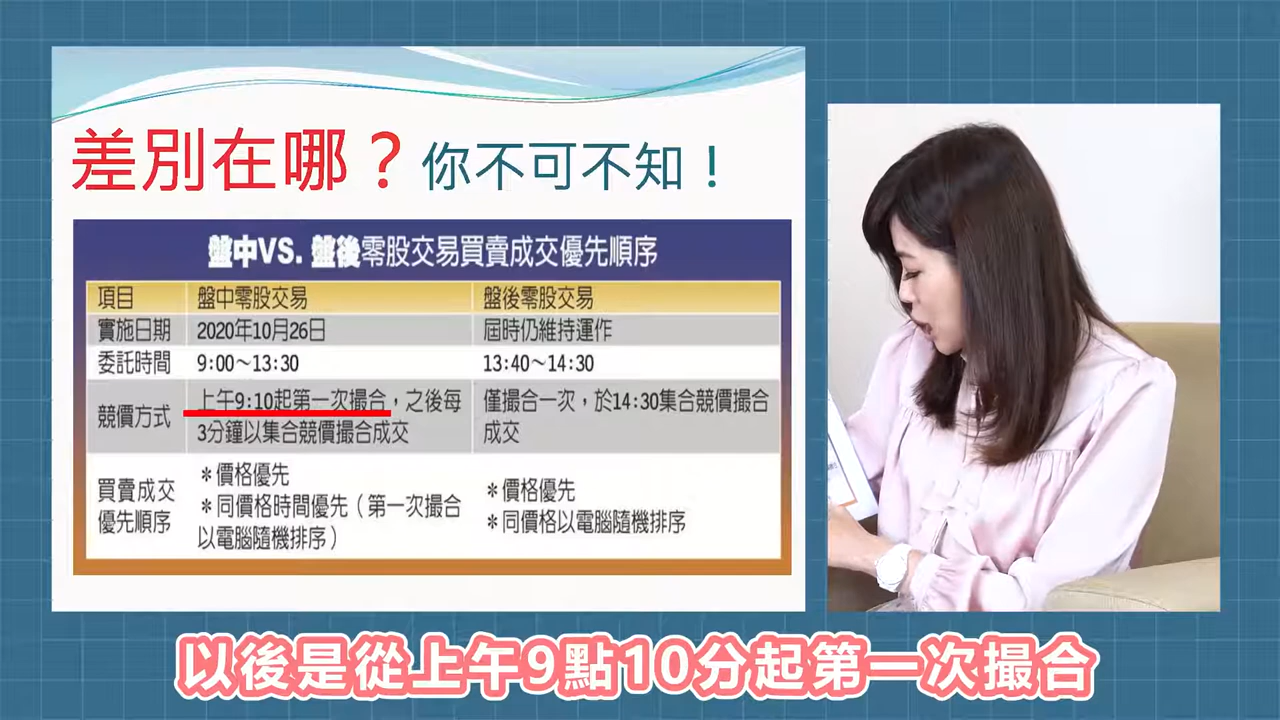 差別在哪？你不可不知！
盤中VS. 盤後零股交易買賣成交優先順序
項目 盤中零股交易 盤後零股交易
實施日期 2020年10月26日 屆時仍維持運作
委託時間 9:00～13:30 13:40～14:30
競價方式 上午9:10起第一次撮合，之後每
3分鐘以集合競價撮合成交 僅撮合一次，於14:30集合競價撮合
成交
買賣成交
優先順序 ＊價格優先
＊同價格時間優先（第一次撮合
以電腦隨機排序） ＊價格優先
＊同價格以電腦隨機排序
以後是從上午9點10分起第一次撮合